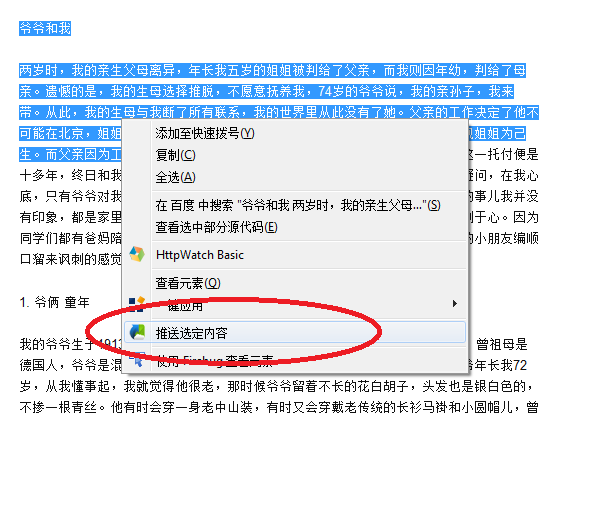 爷爷和我
两岁时，我的亲生父母离异，年长我五岁的姐姐被判给了父亲，而我则因年幼，判给了母
亲。遗憾的是，我的生母选择推脱，不愿意抚养我，74岁的爷爷说，我的亲孙子，我来
带。从此，我的生母与我断了所有联系，我的世界里从此没有了她。父亲的工作决定了他不
可能在北京，姐姐
姐姐为已
生。而父亲因为工
这一托付便是
十多年，终日和我
疑问，在我心
底，只有爷爷对我
的事儿我并没
有印象，都是家里
于心。因为
同学们都有爸妈陪
的小朋友编顺
口溜来讽刺的感觉
添加至快速拨号(Y)
复制(C)
全选(A)
在 百度 中搜索 "爷爷和我 两岁时，我的亲生父母..."(S)
查看选中部分源代码(E)
HttpWatch Basic
查看元素(Q)
一键应用
推送选定内容
使用 Firebug 查看元素
1. 爷俩 童年
我的爷爷生于1913
曾祖母是
德国人，爷爷是混
爷年长我72
岁，从我懂事起，我就觉得他很老，那时候爷爷留着不长的花白胡子，头发也是银白色的，
不掺一根青丝。他有时会穿一身老中山装，有时又会穿戴老传统的长衫马褂和小圆帽儿，曾